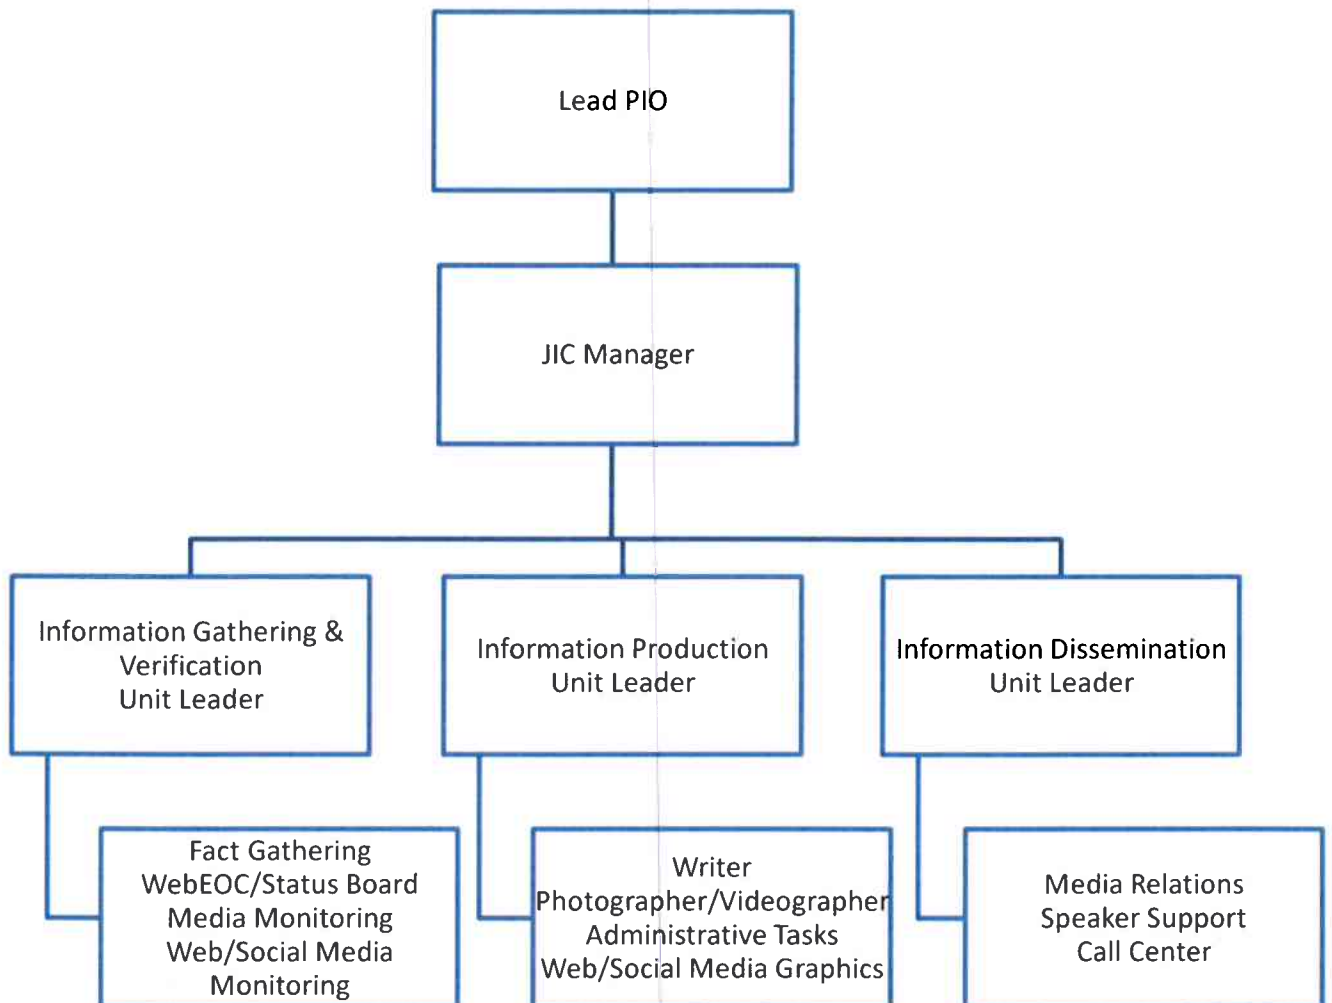 Lead PIO
JIC Manager
Information Gathering &
Verification
Unit Leader
Information Production
Unit Leader
Information Dissemination
Unit Leader
Fact Gathering
WebEOC/Status Board
Media Monitoring
Web/Social Media
Monitoring
Writer
Photographer/Videographer
Administrative Tasks
Web/Social Media Graphics
Media Relations
Speaker Support
Call Center